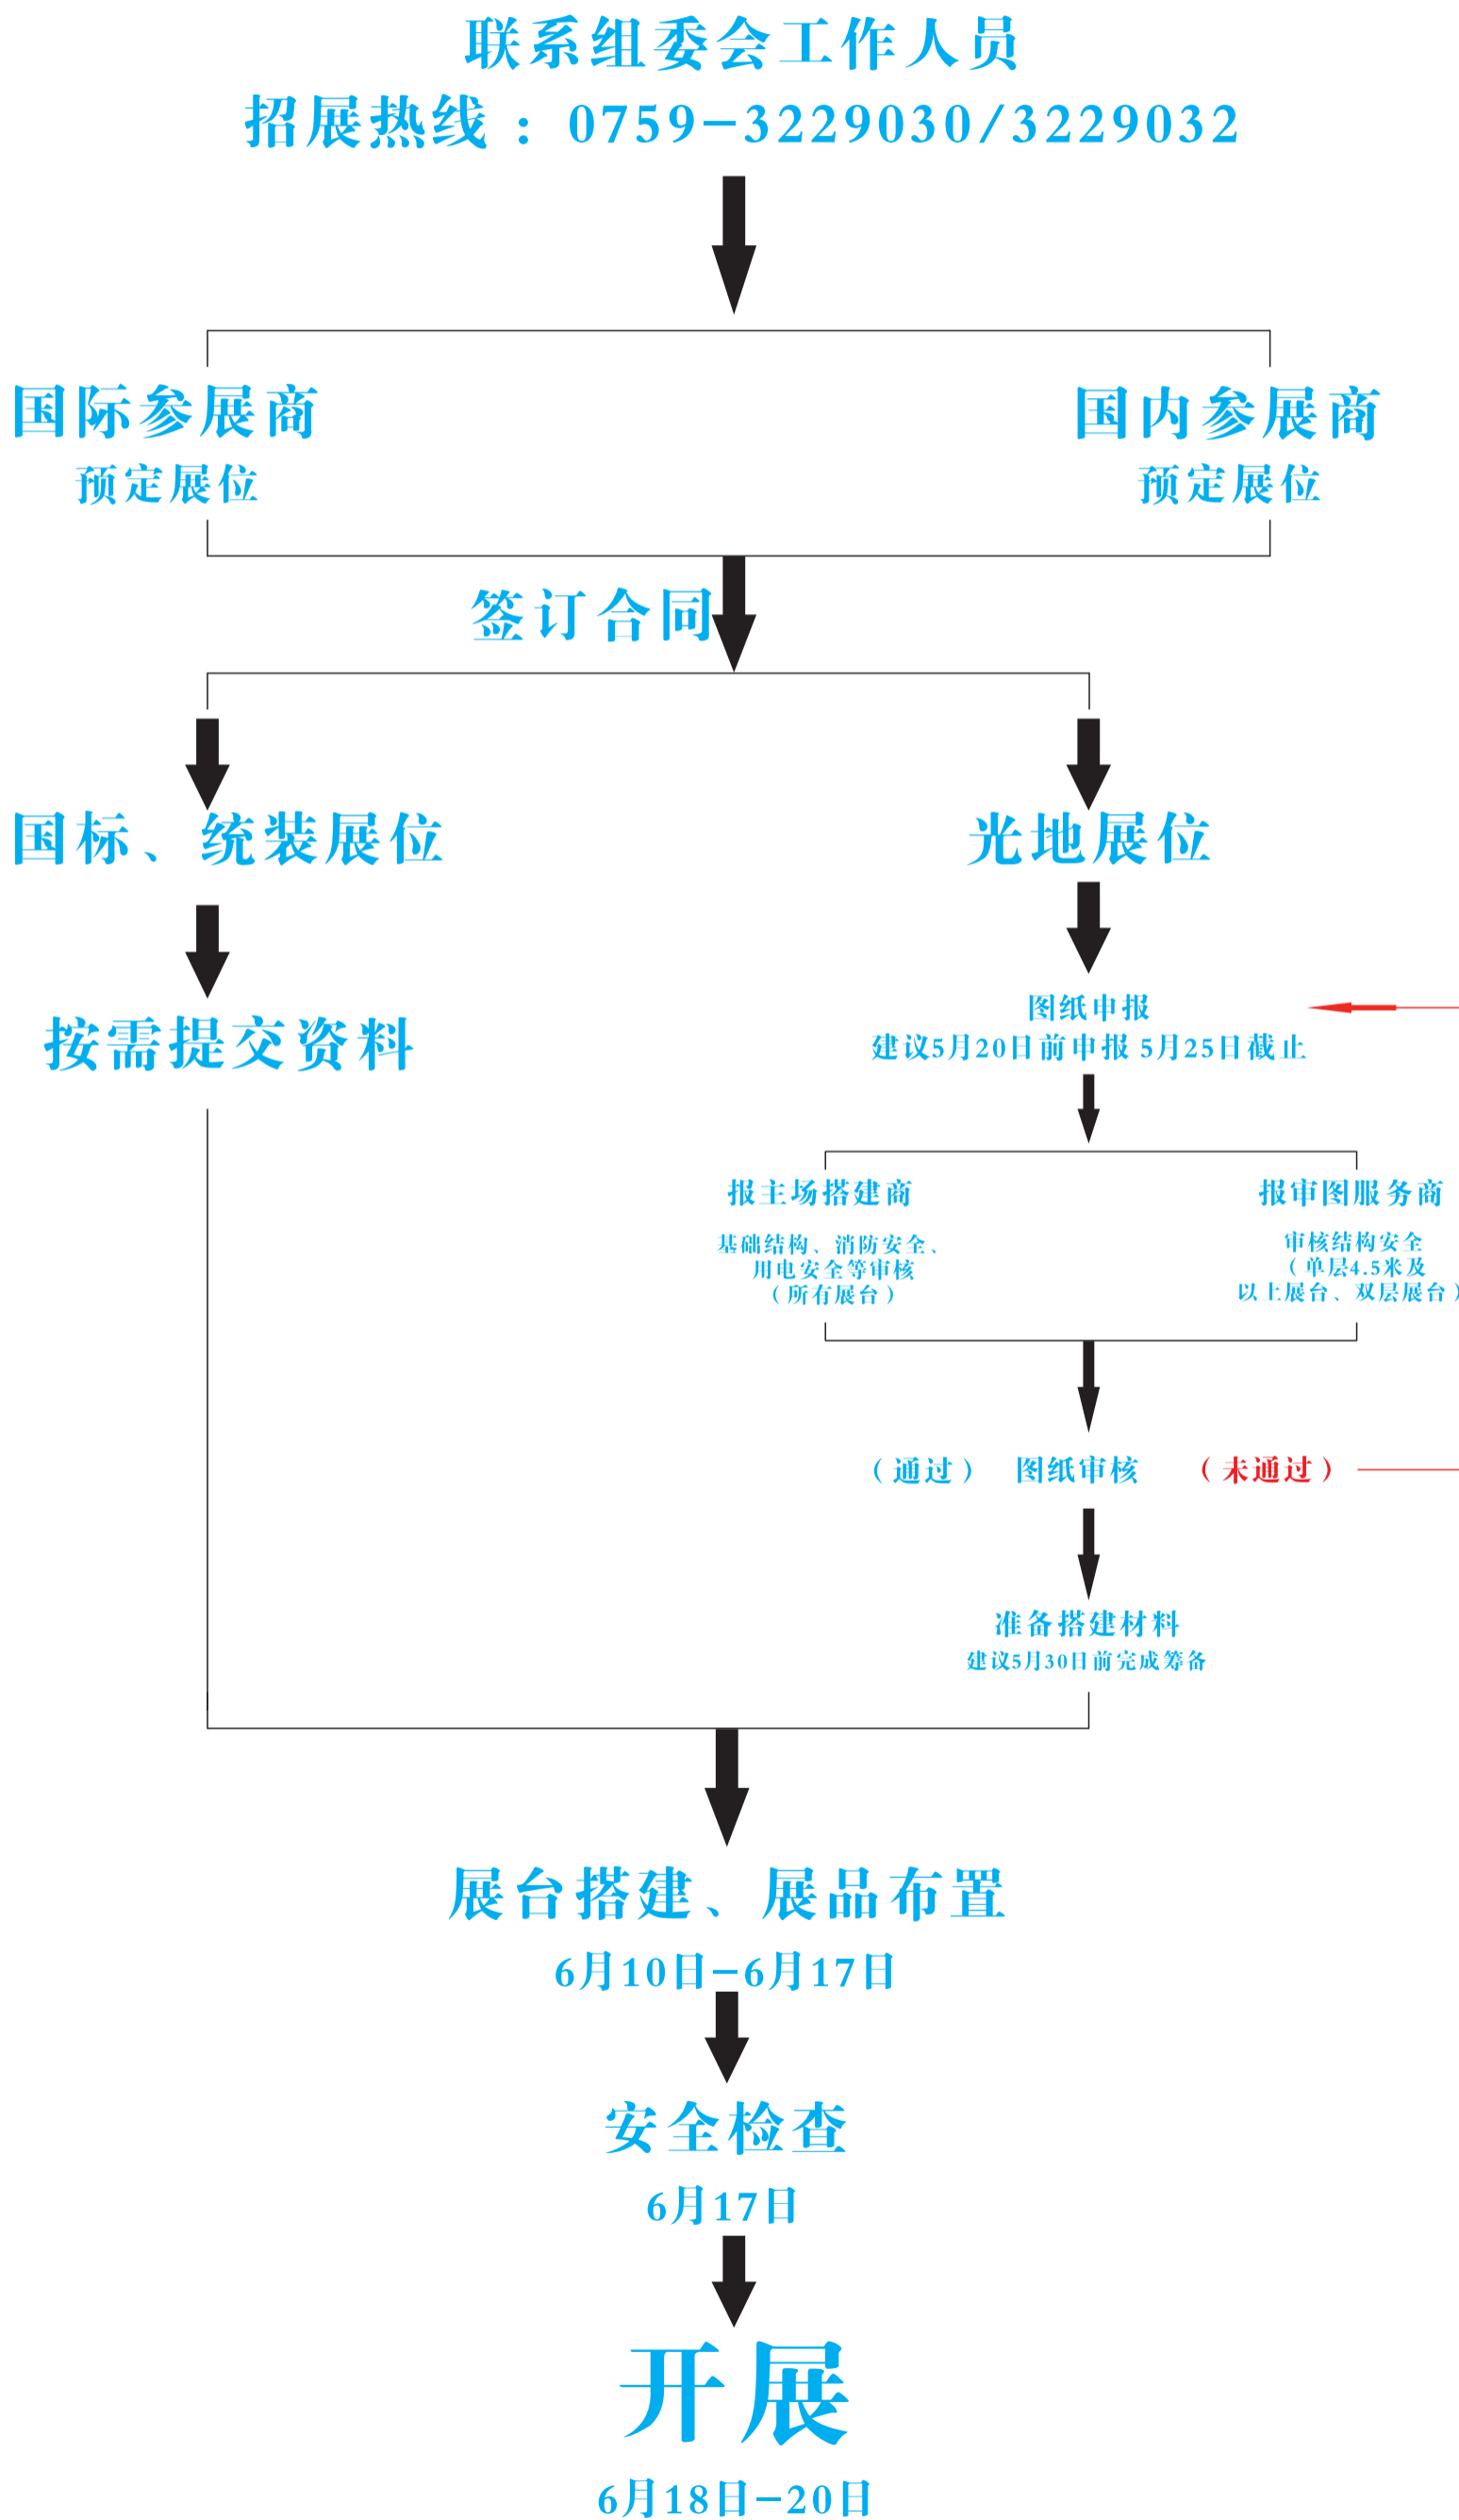 联系组委会工作人员
招展热线：0759-3229030/3229032
国际参展商
预定展位
国内参展商
预定展位
签订合同
国标、统装展位
光地展位
按需提交资料
图纸申报
建议5月20日前申报 5月25日截止
报主场搭建商
基础结构、消防安全、
用电安全等审核
（所有展台）
报审图服务商
审核结构安全
（单层4.5米及
以上展台、双层展台）
（通过） 图纸审核 （未通过）
准备搭建材料
建议5月30日前完成筹备
展台搭建、展品布置
6月10日-6月17日
安全检查
6月17日
开展
6月18日-20日